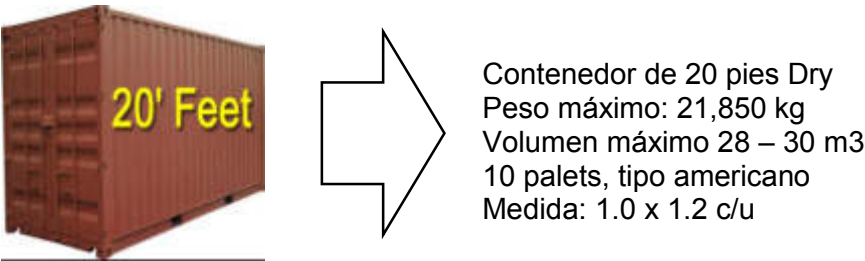 20' Feet
Contenedor de 20 pies Dry
Peso máximo: 21,850 kg
Volumen máximo 28 – 30 m3
10 palets, tipo americano
Medida: 1.0 x 1.2 c/u